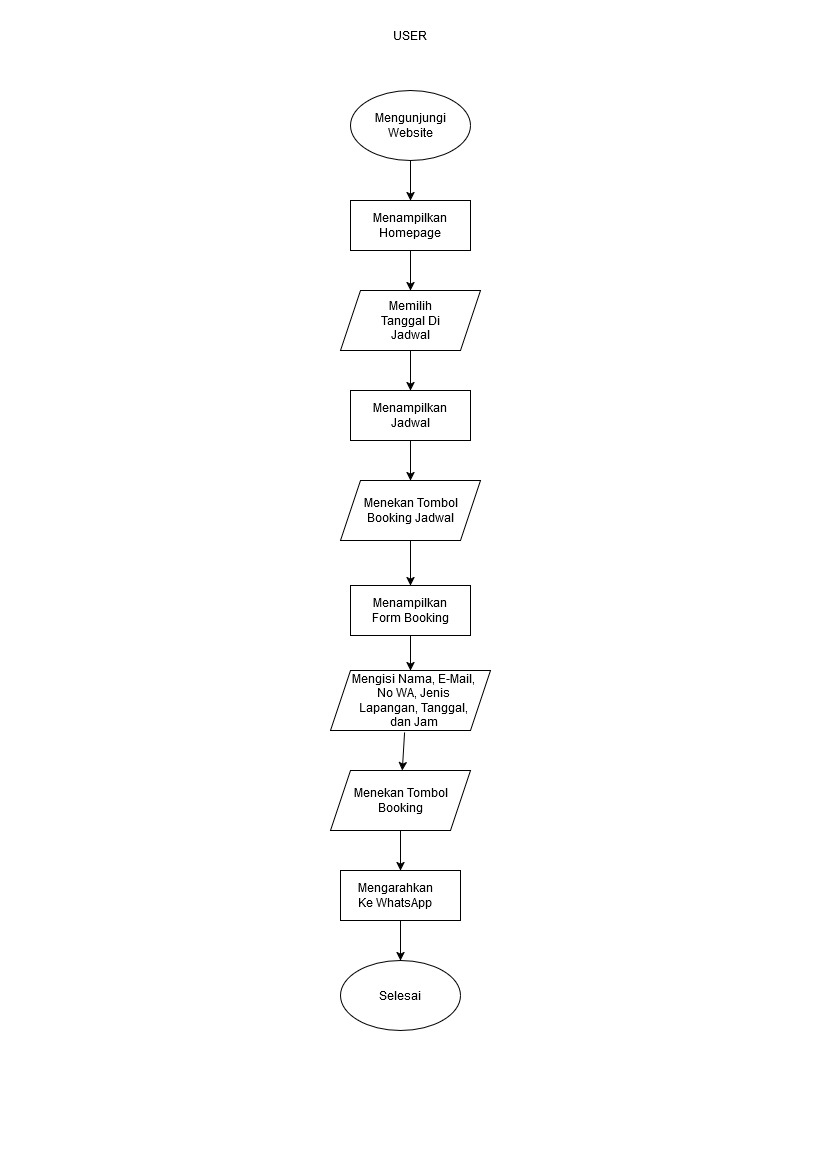 USER
Mengunjungi
Website
Menampilkan
Homepage
Memilih
Tanggal Di
Jadwal
Menampilkan
Jadwal
Menekan Tombol
Booking Jadwal
Menampilkan
Form Booking
Mengisi Nama, E-Mail,
No WA, Jenis
Lapangan, Tanggal,
dan Jam
Menekan Tombol
Booking
Mengarahkan
Ke WhatsApp
Selesai